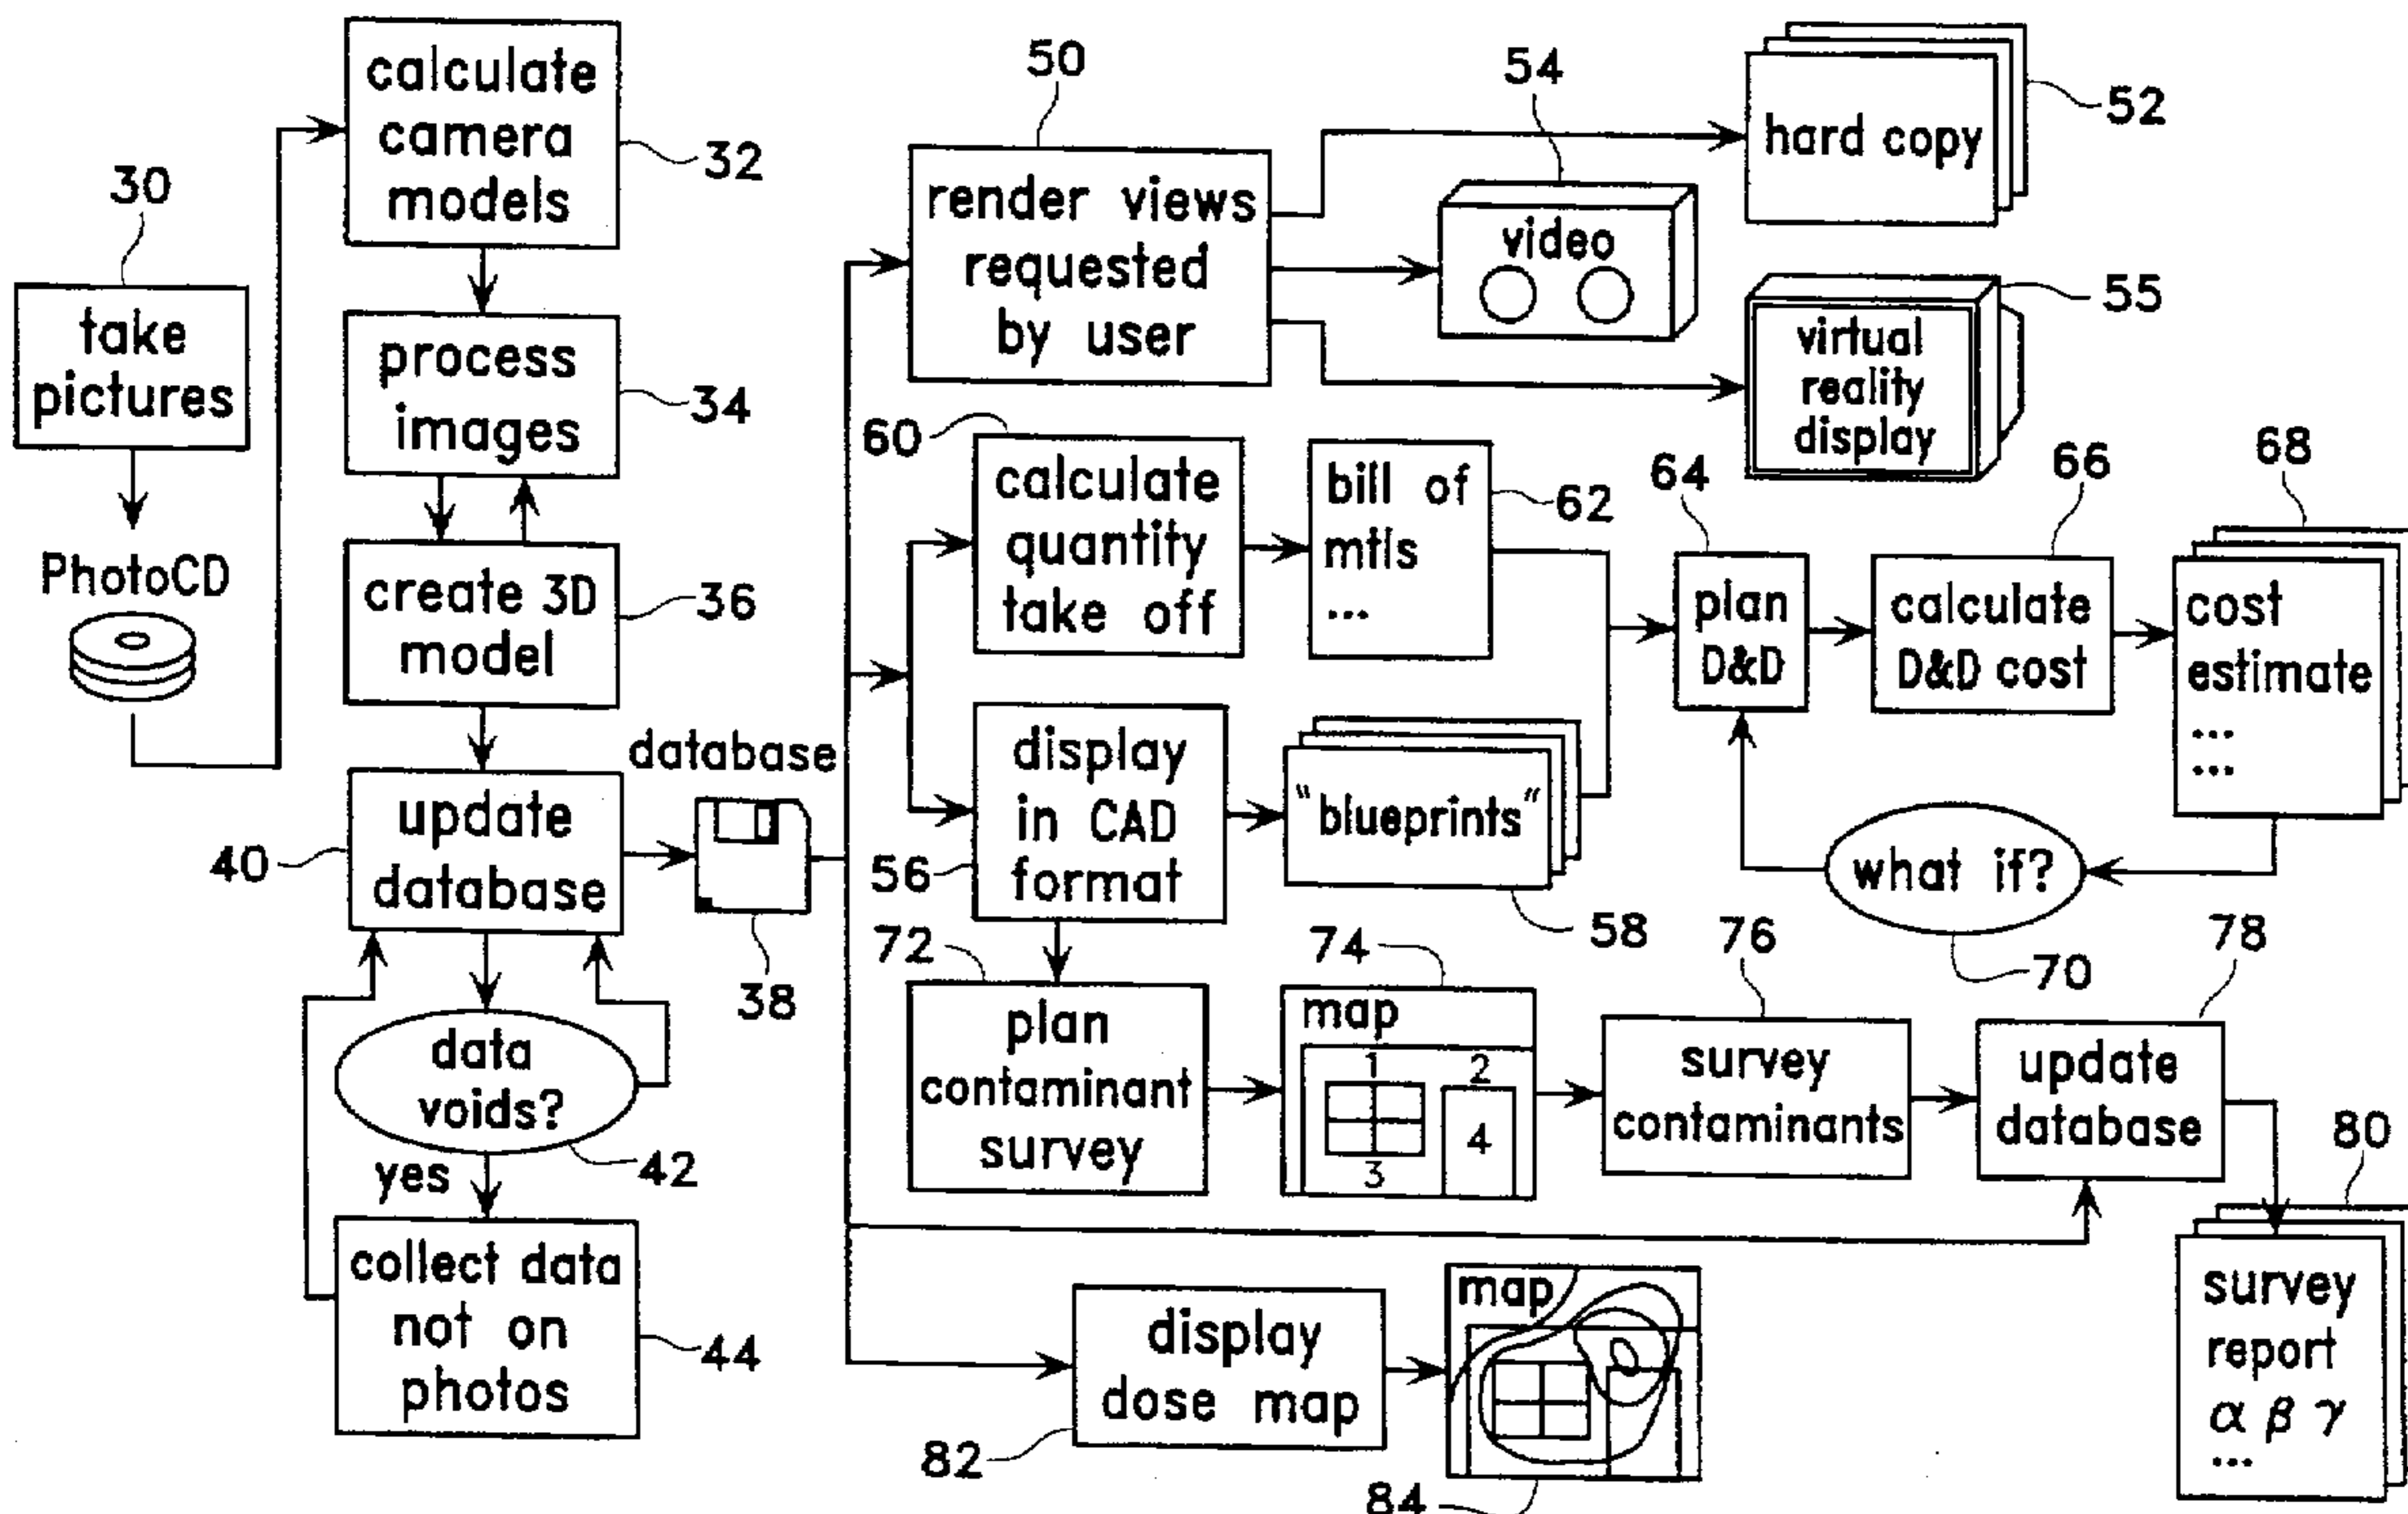 30
take
pictures
PhotoCD
calculate
camera
models
32
process
images
34
create 3D
model
36
update
database
40
database
38
data
voids?
42
yes
collect data
not on
photos
44
50
render views
requested
by user
hard copy
52
54
video
55
virtual
reality
display
60
calculate
quantity
take off
bill of
mtls
...
62
64
plan
D&D
66
calculate
D&D cost
68
cost
estimate
...
...
what if?
70
display
in CAD
format
56
"blueprints"
58
72
plan
contaminant
survey
74
map
1
2
3
4
76
survey
contaminants
78
update
database
80
survey
report
α β γ
...
display
dose map
82
map
84